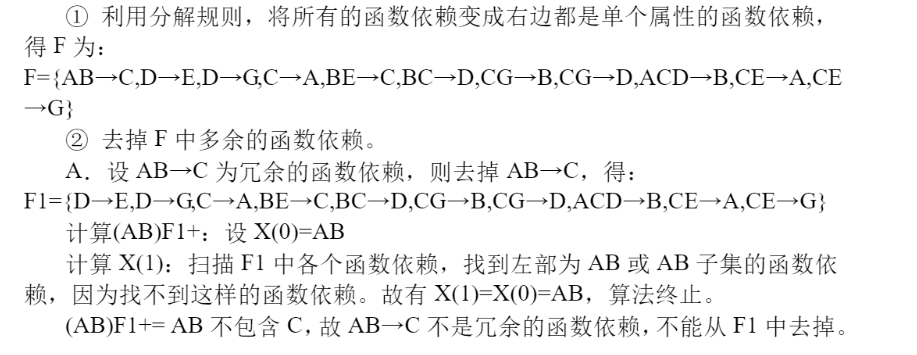 ① 利用分解规则，将所有的函数依赖变成右边都是单个属性的函数依赖，
得 F 为：
F={AB→C,D→E,D→G,C→A,BE→C,BC→D,CG→B,CG→D,ACD→B,CE→A,CE
→G}
② 去掉 F 中多余的函数依赖。
A．设 AB→C 为冗余的函数依赖，则去掉 AB→C，得：
F1={D→E,D→G,C→A,BE→C,BC→D,CG→B,CG→D,ACD→B,CE→A,CE→G}
计算(AB)F1+：设 X(0)=AB
计算 X(1)：扫描 F1 中各个函数依赖，找到左部为 AB 或 AB 子集的函数依
赖，因为找不到这样的函数依赖。故有 X(1)=X(0)=AB，算法终止。
(AB)F1+= AB 不包含 C，故 AB→C 不是冗余的函数依赖，不能从 F1 中去掉。